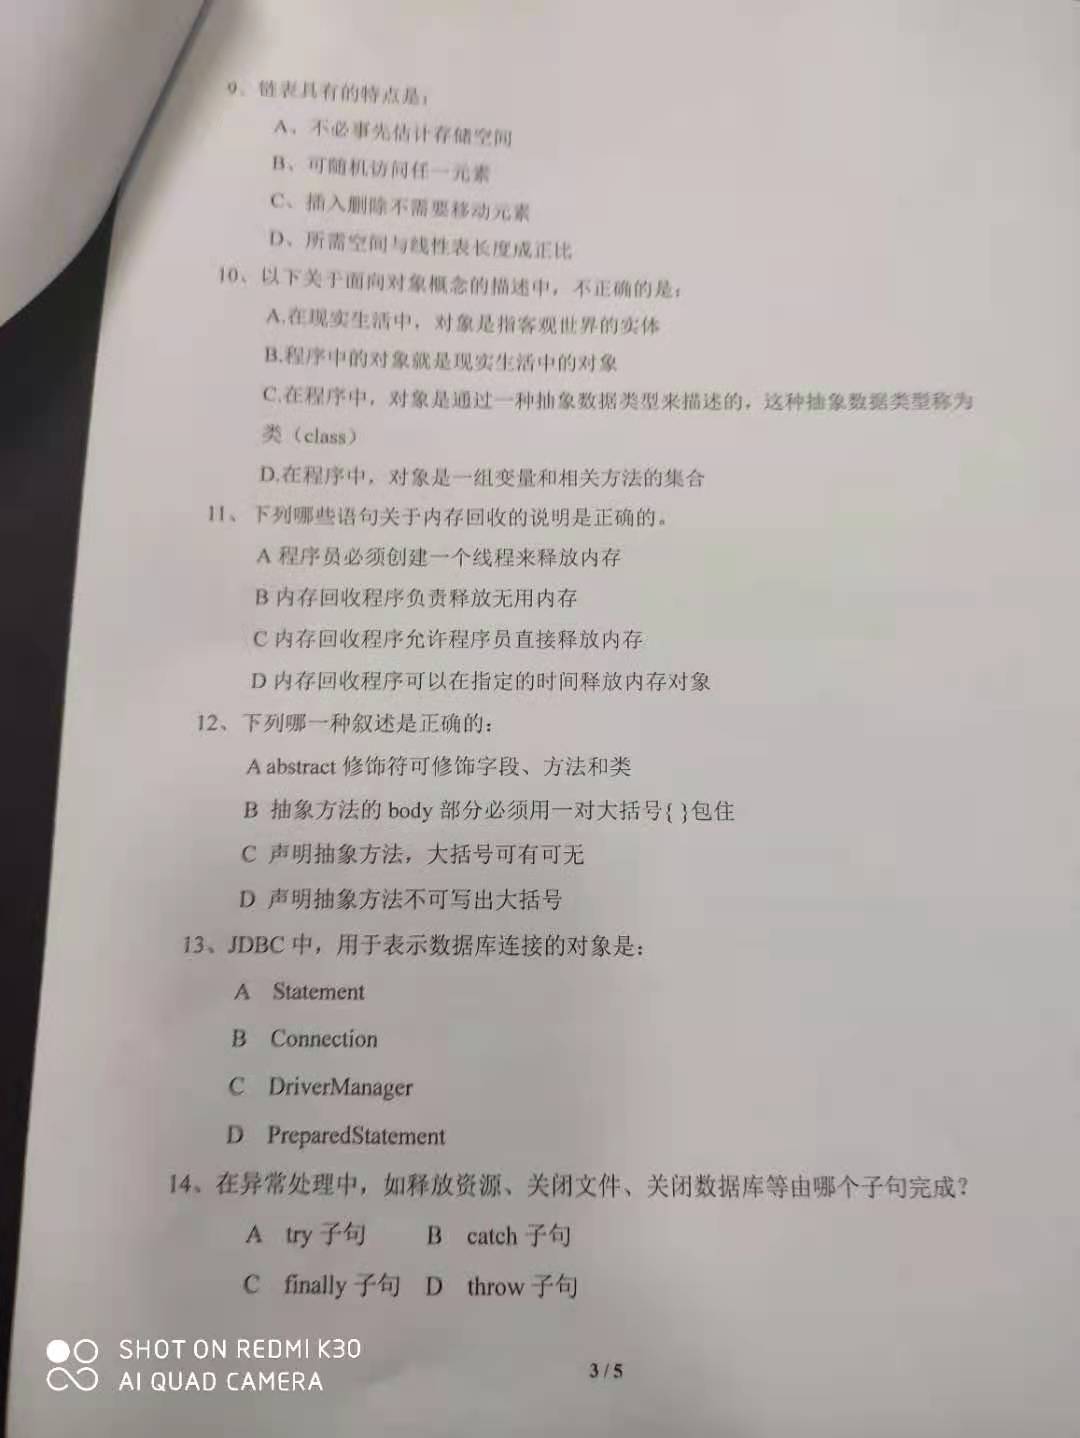 9、链表具有的特点是：
A、不必事先估计存储空间
B、可随机访问任一元素
C、插入删除不需要移动元素
D、所需空间与线性表长度成正比
10、以下关于面向对象概念的描述中，不正确的是：
A.在现实生活中，对象是指客观世界的实体
B.程序中的对象就是现实生活中的对象
C.在程序中，对象是通过一种抽象数据类型来描述的，这种抽象数据类型称为
类（class）
D.在程序中，对象是一组变量和相关方法的集合
11、下列哪些语句关于内存回收的说明是正确的。
A 程序员必须创建一个线程来释放内存
B 内存回收程序负责释放无用内存
C 内存回收程序允许程序员直接释放内存
D 内存回收程序可以在指定的时间释放内存对象
12、下列哪一种叙述是正确的：
A abstract 修饰符可修饰字段、方法和类
B 抽象方法的 body 部分必须用一对大括号{ }包住
C 声明抽象方法，大括号可有可无
D 声明抽象方法不可写出大括号
13、JDBC 中，用于表示数据库连接的对象是：
A Statement
B Connection
C DriverManager
D PreparedStatement
14、在异常处理中，如释放资源、关闭文件、关闭数据库等由哪个子句完成？
A try 子句 B catch 子句
C finally 子句 D throw 子句
3 / 5
SHOT ON REDMI K30
AI QUAD CAMERA